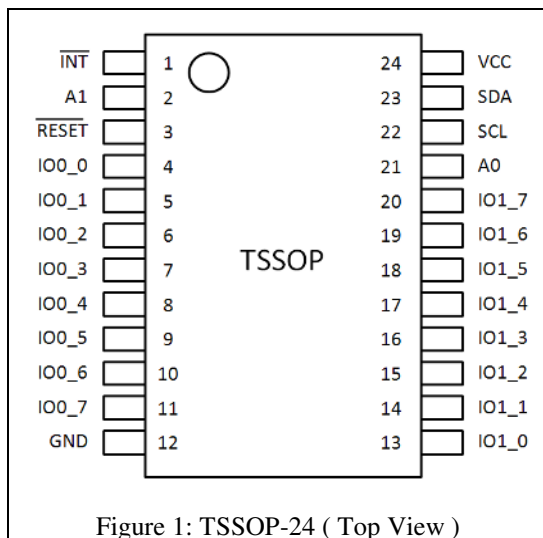 I̅N̅T̅ 1 24 VCC
A1 2 23 SDA
R̅E̅S̅E̅T̅ 3 22 SCL
IO0_0 4 21 A0
IO0_1 5 20 IO1_7
IO0_2 6 19 IO1_6
IO0_3 7 TSSOP 18 IO1_5
IO0_4 8 17 IO1_4
IO0_5 9 16 IO1_3
IO0_6 10 15 IO1_2
IO0_7 11 14 IO1_1
GND 12 13 IO1_0
Figure 1: TSSOP-24 ( Top View )